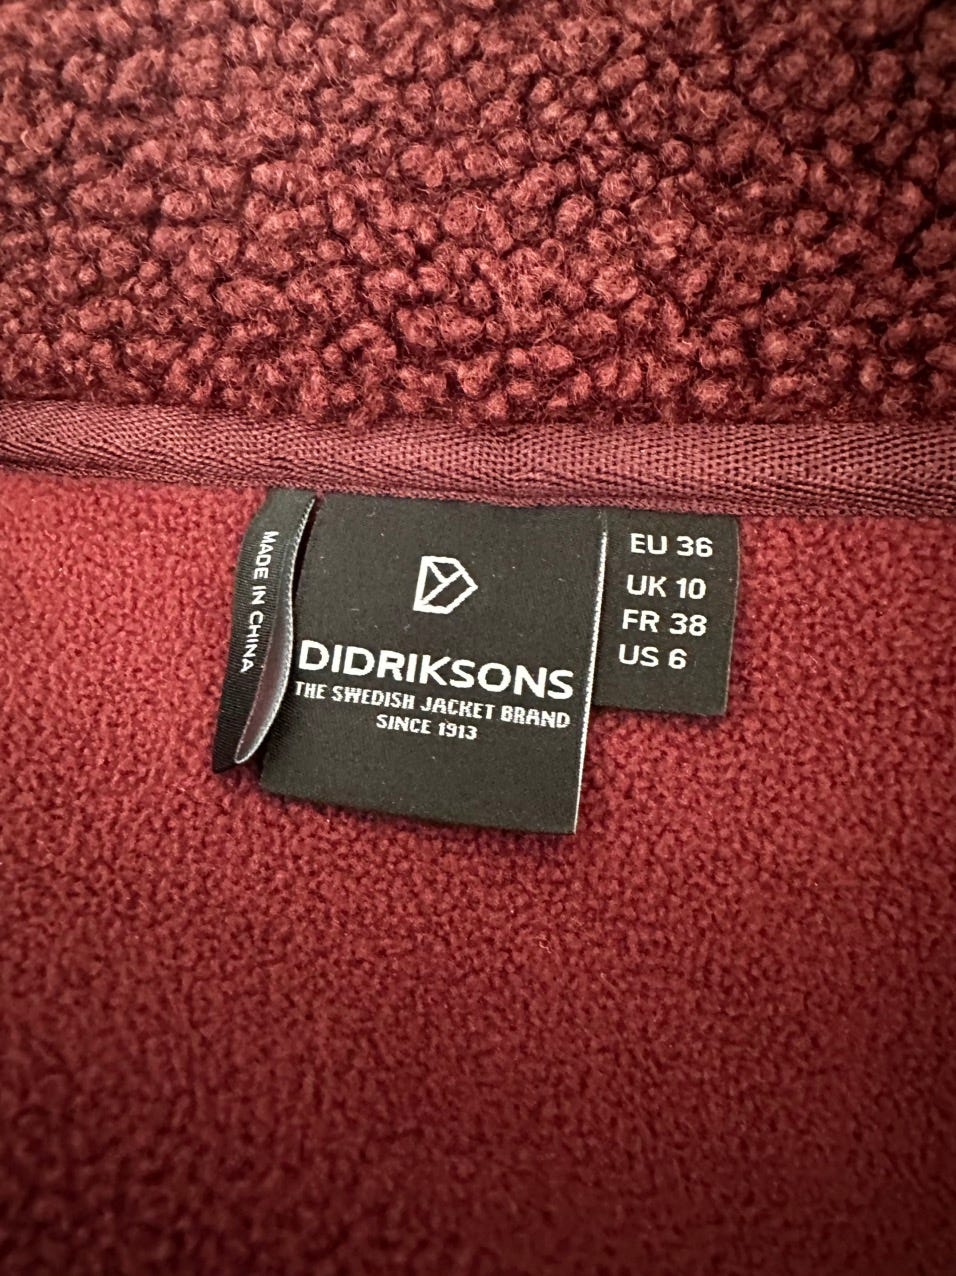 MADE IN CHINA
DIDRIKSONS
THE SWEDISH JACKET BRAND
SINCE 1913
EU 36
UK 10
FR 38
US 6